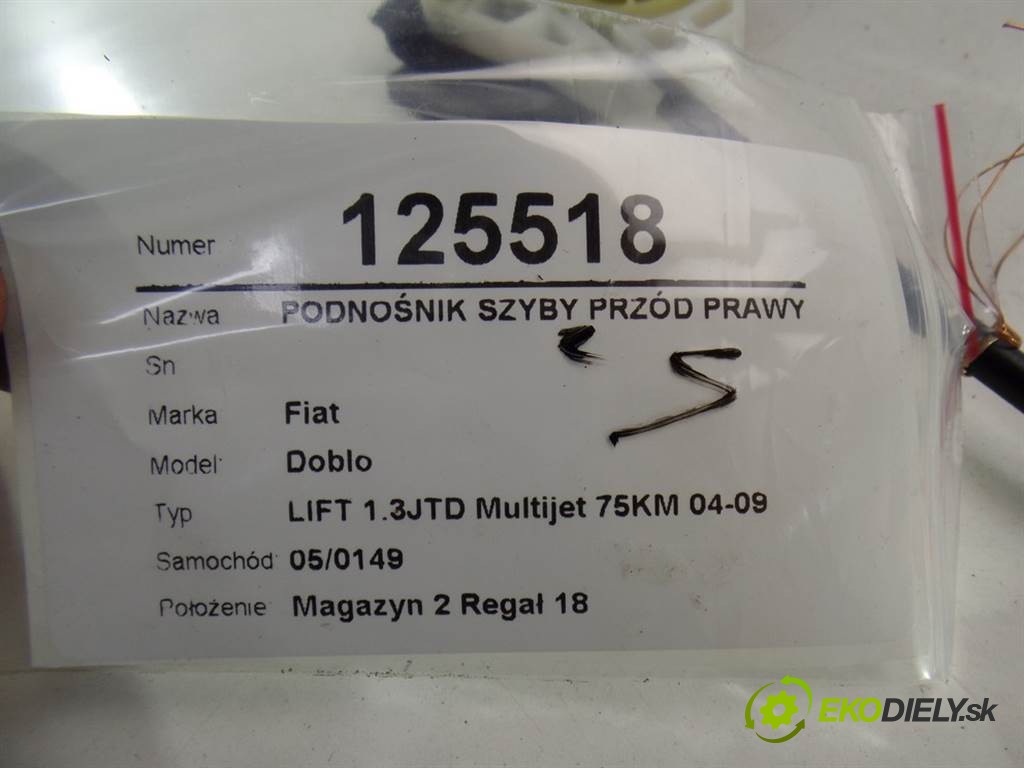 Numer 125518
Nazwa PODNOŚNIK SZYBY PRZÓD PRAWY
Sn
5
Marka Fiat
Model Doblo
Typ LIFT 1.3JTD Multijet 75KM 04-09
Samochód 05/0149
Położenie Magazyn 2 Regał 18
EKODIELY.sk